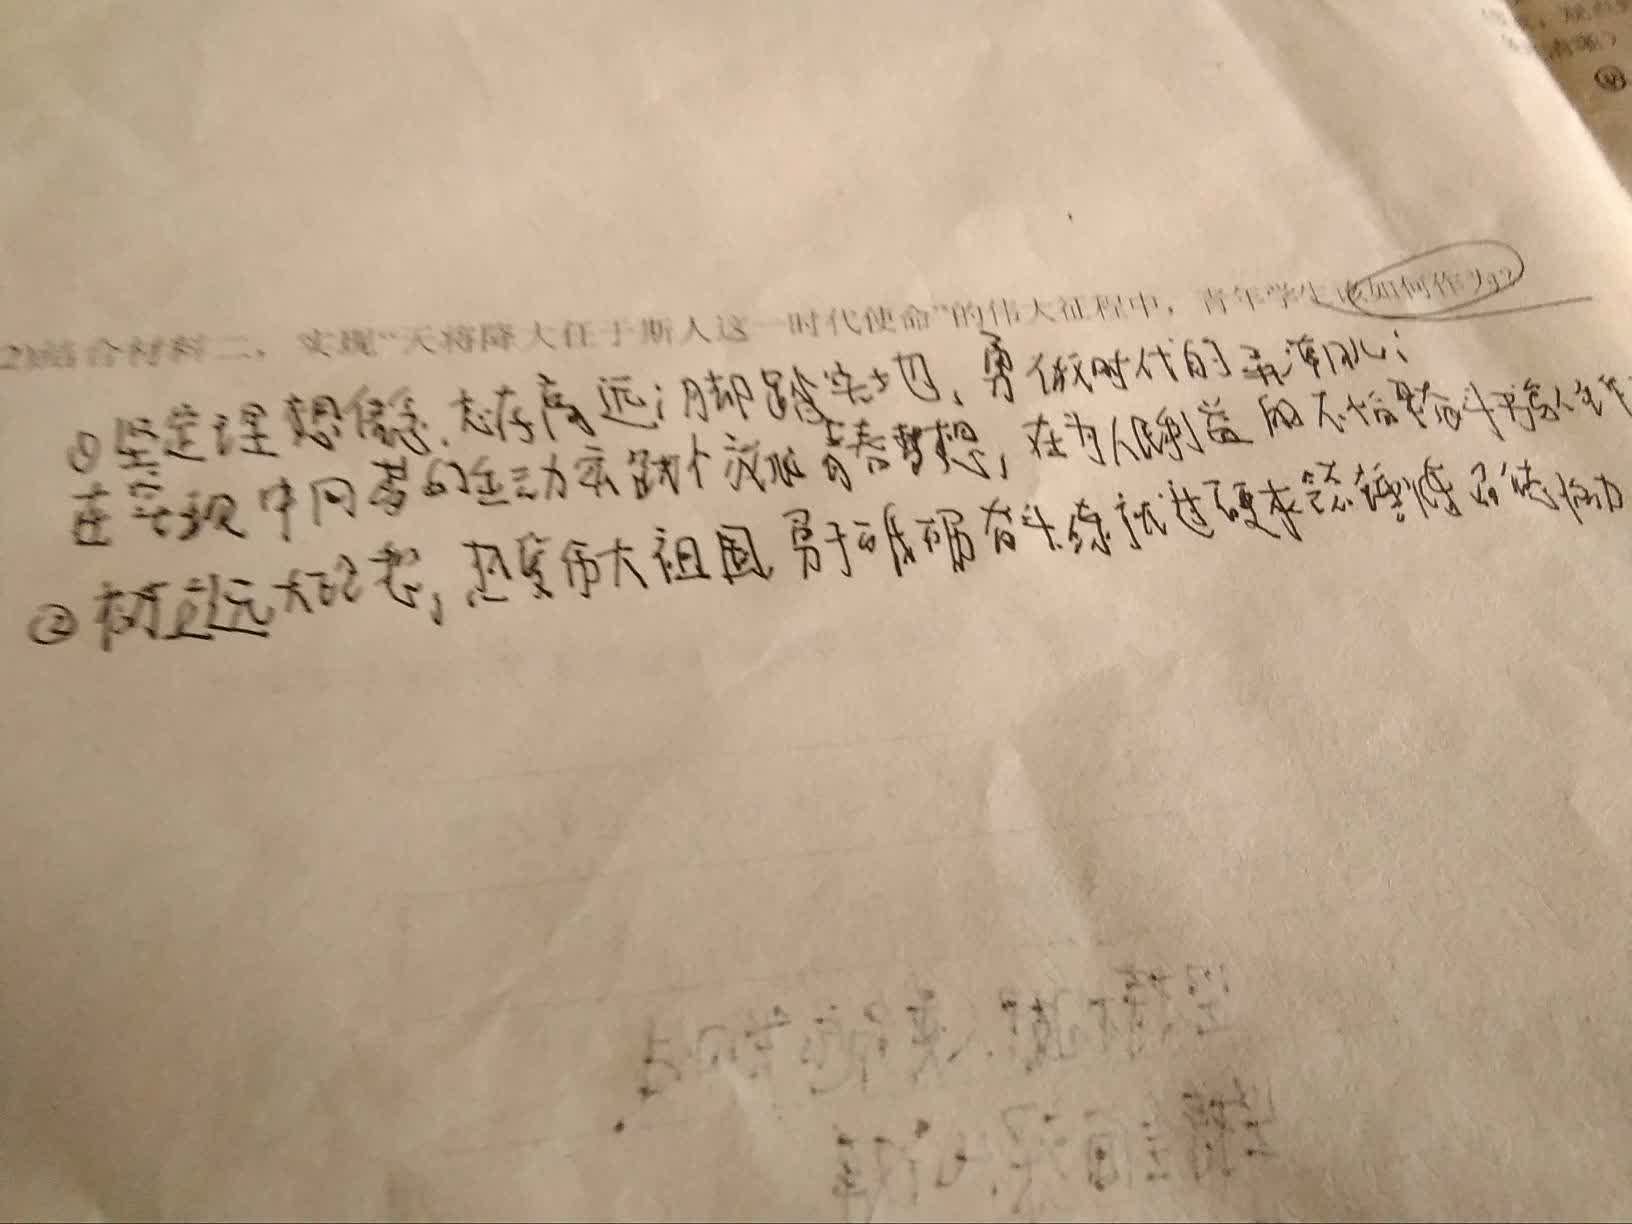 2)结合材料二，实现“天将降大任于斯人这一时代使命”的伟大征程中，青年学生应如何作为?
①坚定理想信念，志存高远；脚踏实地，勇做时代的弄潮儿；
在实现中国梦的生动实践中放飞青春梦想，在为人民利益的不懈奋斗中书写人生华
②树立远大理想，热爱伟大祖国，勇于砥砺奋斗，练就过硬本领，锤炼品德